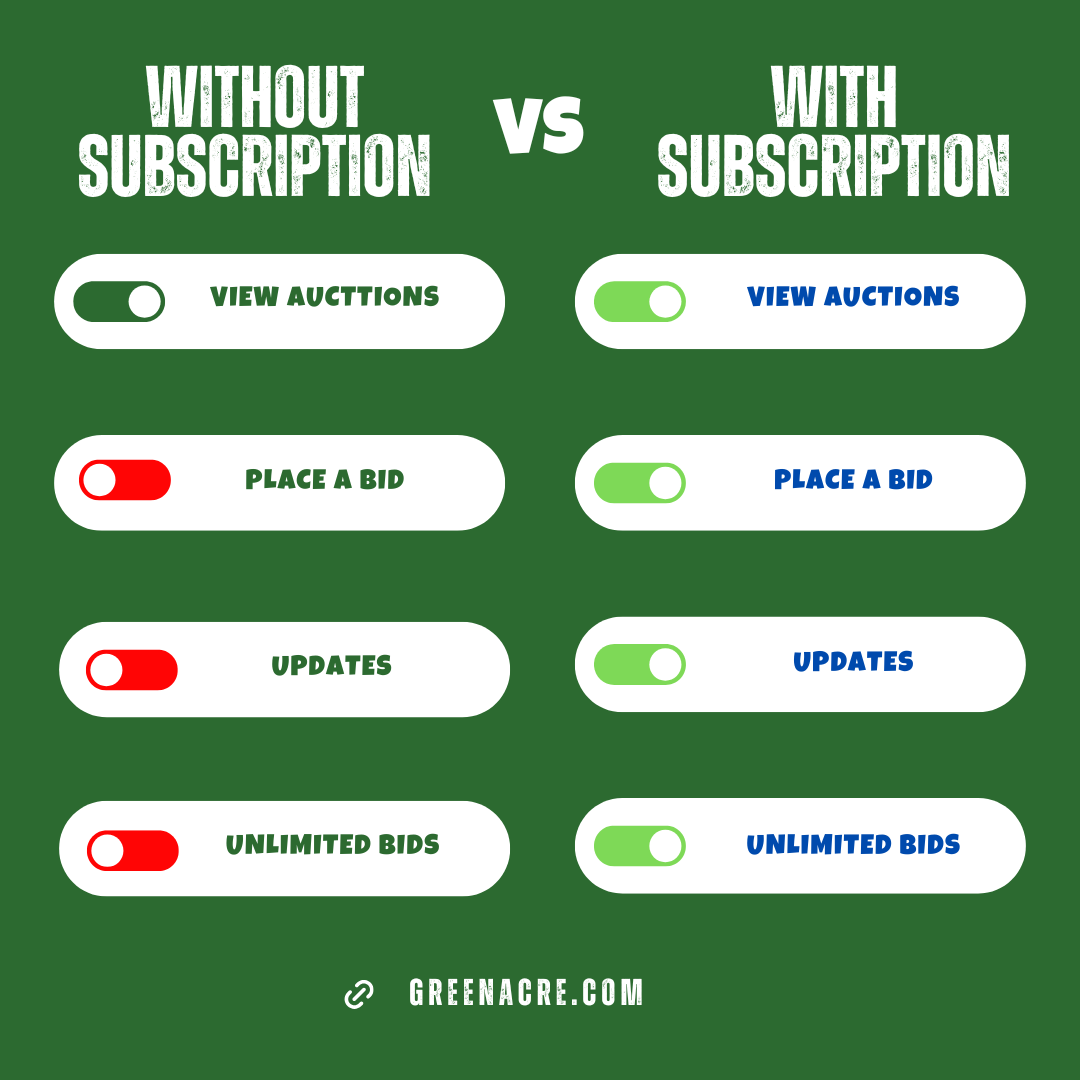 WITHOUT
SUBSCRIPTION
VS
WITH
SUBSCRIPTION
VIEW AUCTTIONS
VIEW AUCTIONS
PLACE A BID
PLACE A BID
UPDATES
UPDATES
UNLIMITED BIDS
UNLIMITED BIDS
GREENACRE.COM